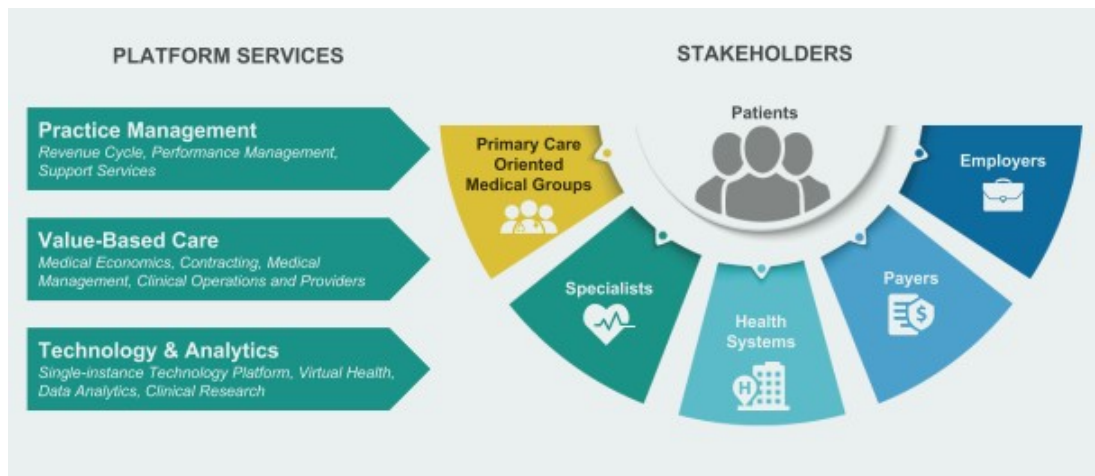 PLATFORM SERVICES
Practice Management
Revenue Cycle, Performance Management,
Support Services
Value-Based Care
Medical Economics, Contracting, Medical
Management, Clinical Operations and Providers
Technology & Analytics
Single-instance Technology Platform, Virtual Health,
Data Analytics, Clinical Research
STAKEHOLDERS
Patients
Primary Care
Oriented
Medical Groups
Specialists
Health
Systems
H
Payers
$
Employers